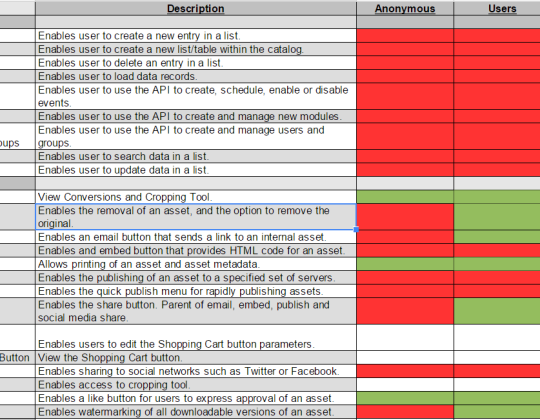 Description Anonymous Users
Enables user to create a new entry in a list.
Enables user to create a new list/table within the catalog.
Enables user to delete an entry in a list.
Enables user to load data records.
Enables user to use the API to create, schedule, enable or disable
events.
Enables user to use the API to create and manage new modules.
Enables user to use the API to create and manage users and
oups groups.
Enables user to search data in a list.
Enables user to update data in a list.
View Conversions and Cropping Tool.
Enables the removal of an asset, and the option to remove the
original.
Enables an email button that sends a link to an internal asset.
Enables and embed button that provides HTML code for an asset.
Allows printing of an asset and asset metadata.
Enables the publishing of an asset to a specified set of servers.
Enables the quick publish menu for rapidly publishing assets.
Enables the share button. Parent of email, embed, publish and
social media share.
Enables users to edit the Shopping Cart button parameters.
Button View the Shopping Cart button.
Enables sharing to social networks such as Twitter or Facebook.
Enables access to cropping tool.
Enables a like button for users to express approval of an asset.
Enables watermarking of all downloadable versions of an asset.